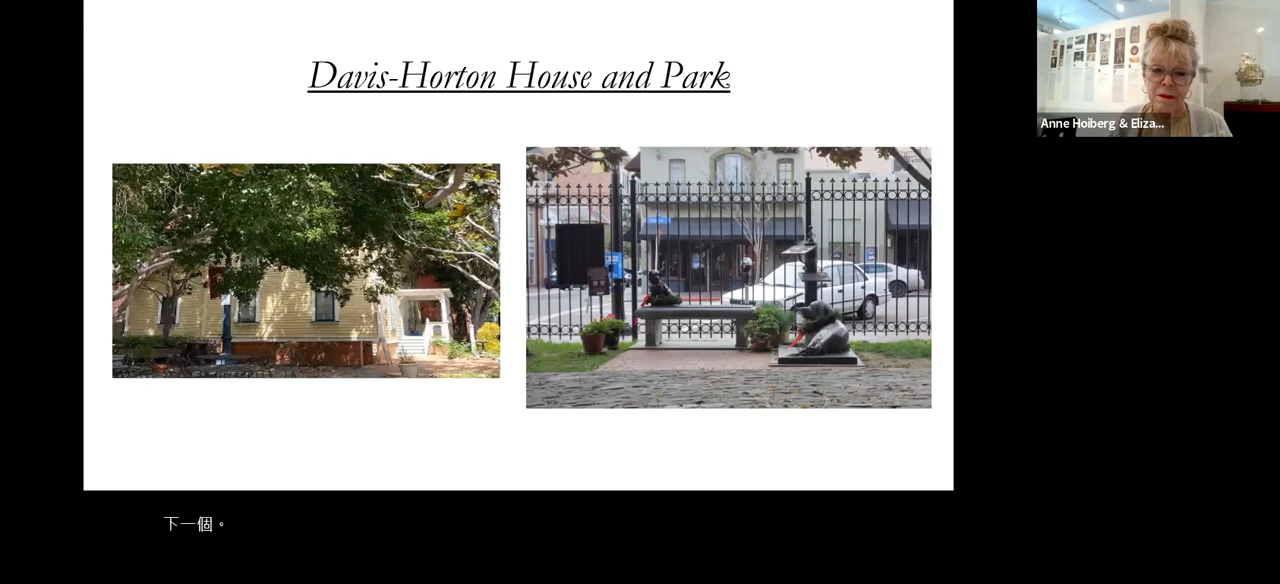 Davis-Horton House and Park
Anne Hoiberg & Eliza...
下一個。